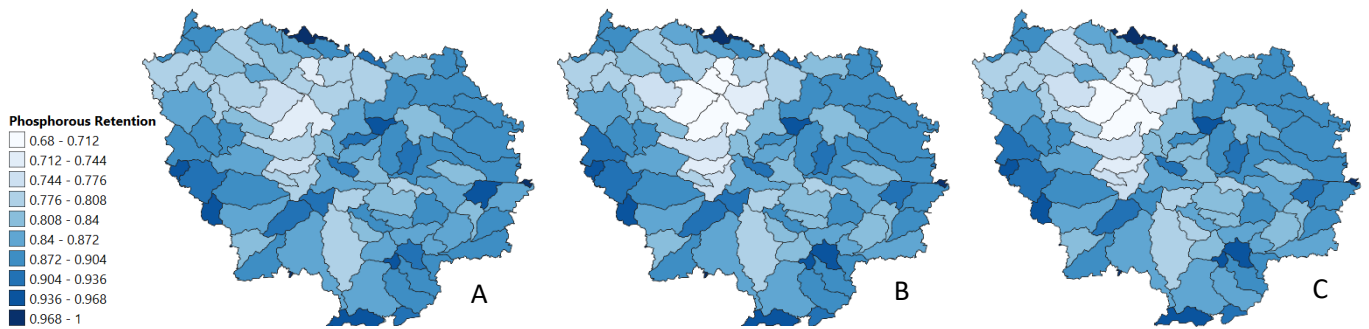 Phosphorous Retention
0.68 - 0.712
0.712 - 0.744
0.744 - 0.776
0.776 - 0.808
0.808 - 0.84
0.84 - 0.872
0.872 - 0.904
0.904 - 0.936
0.936 - 0.968
0.968 - 1
A
B
C